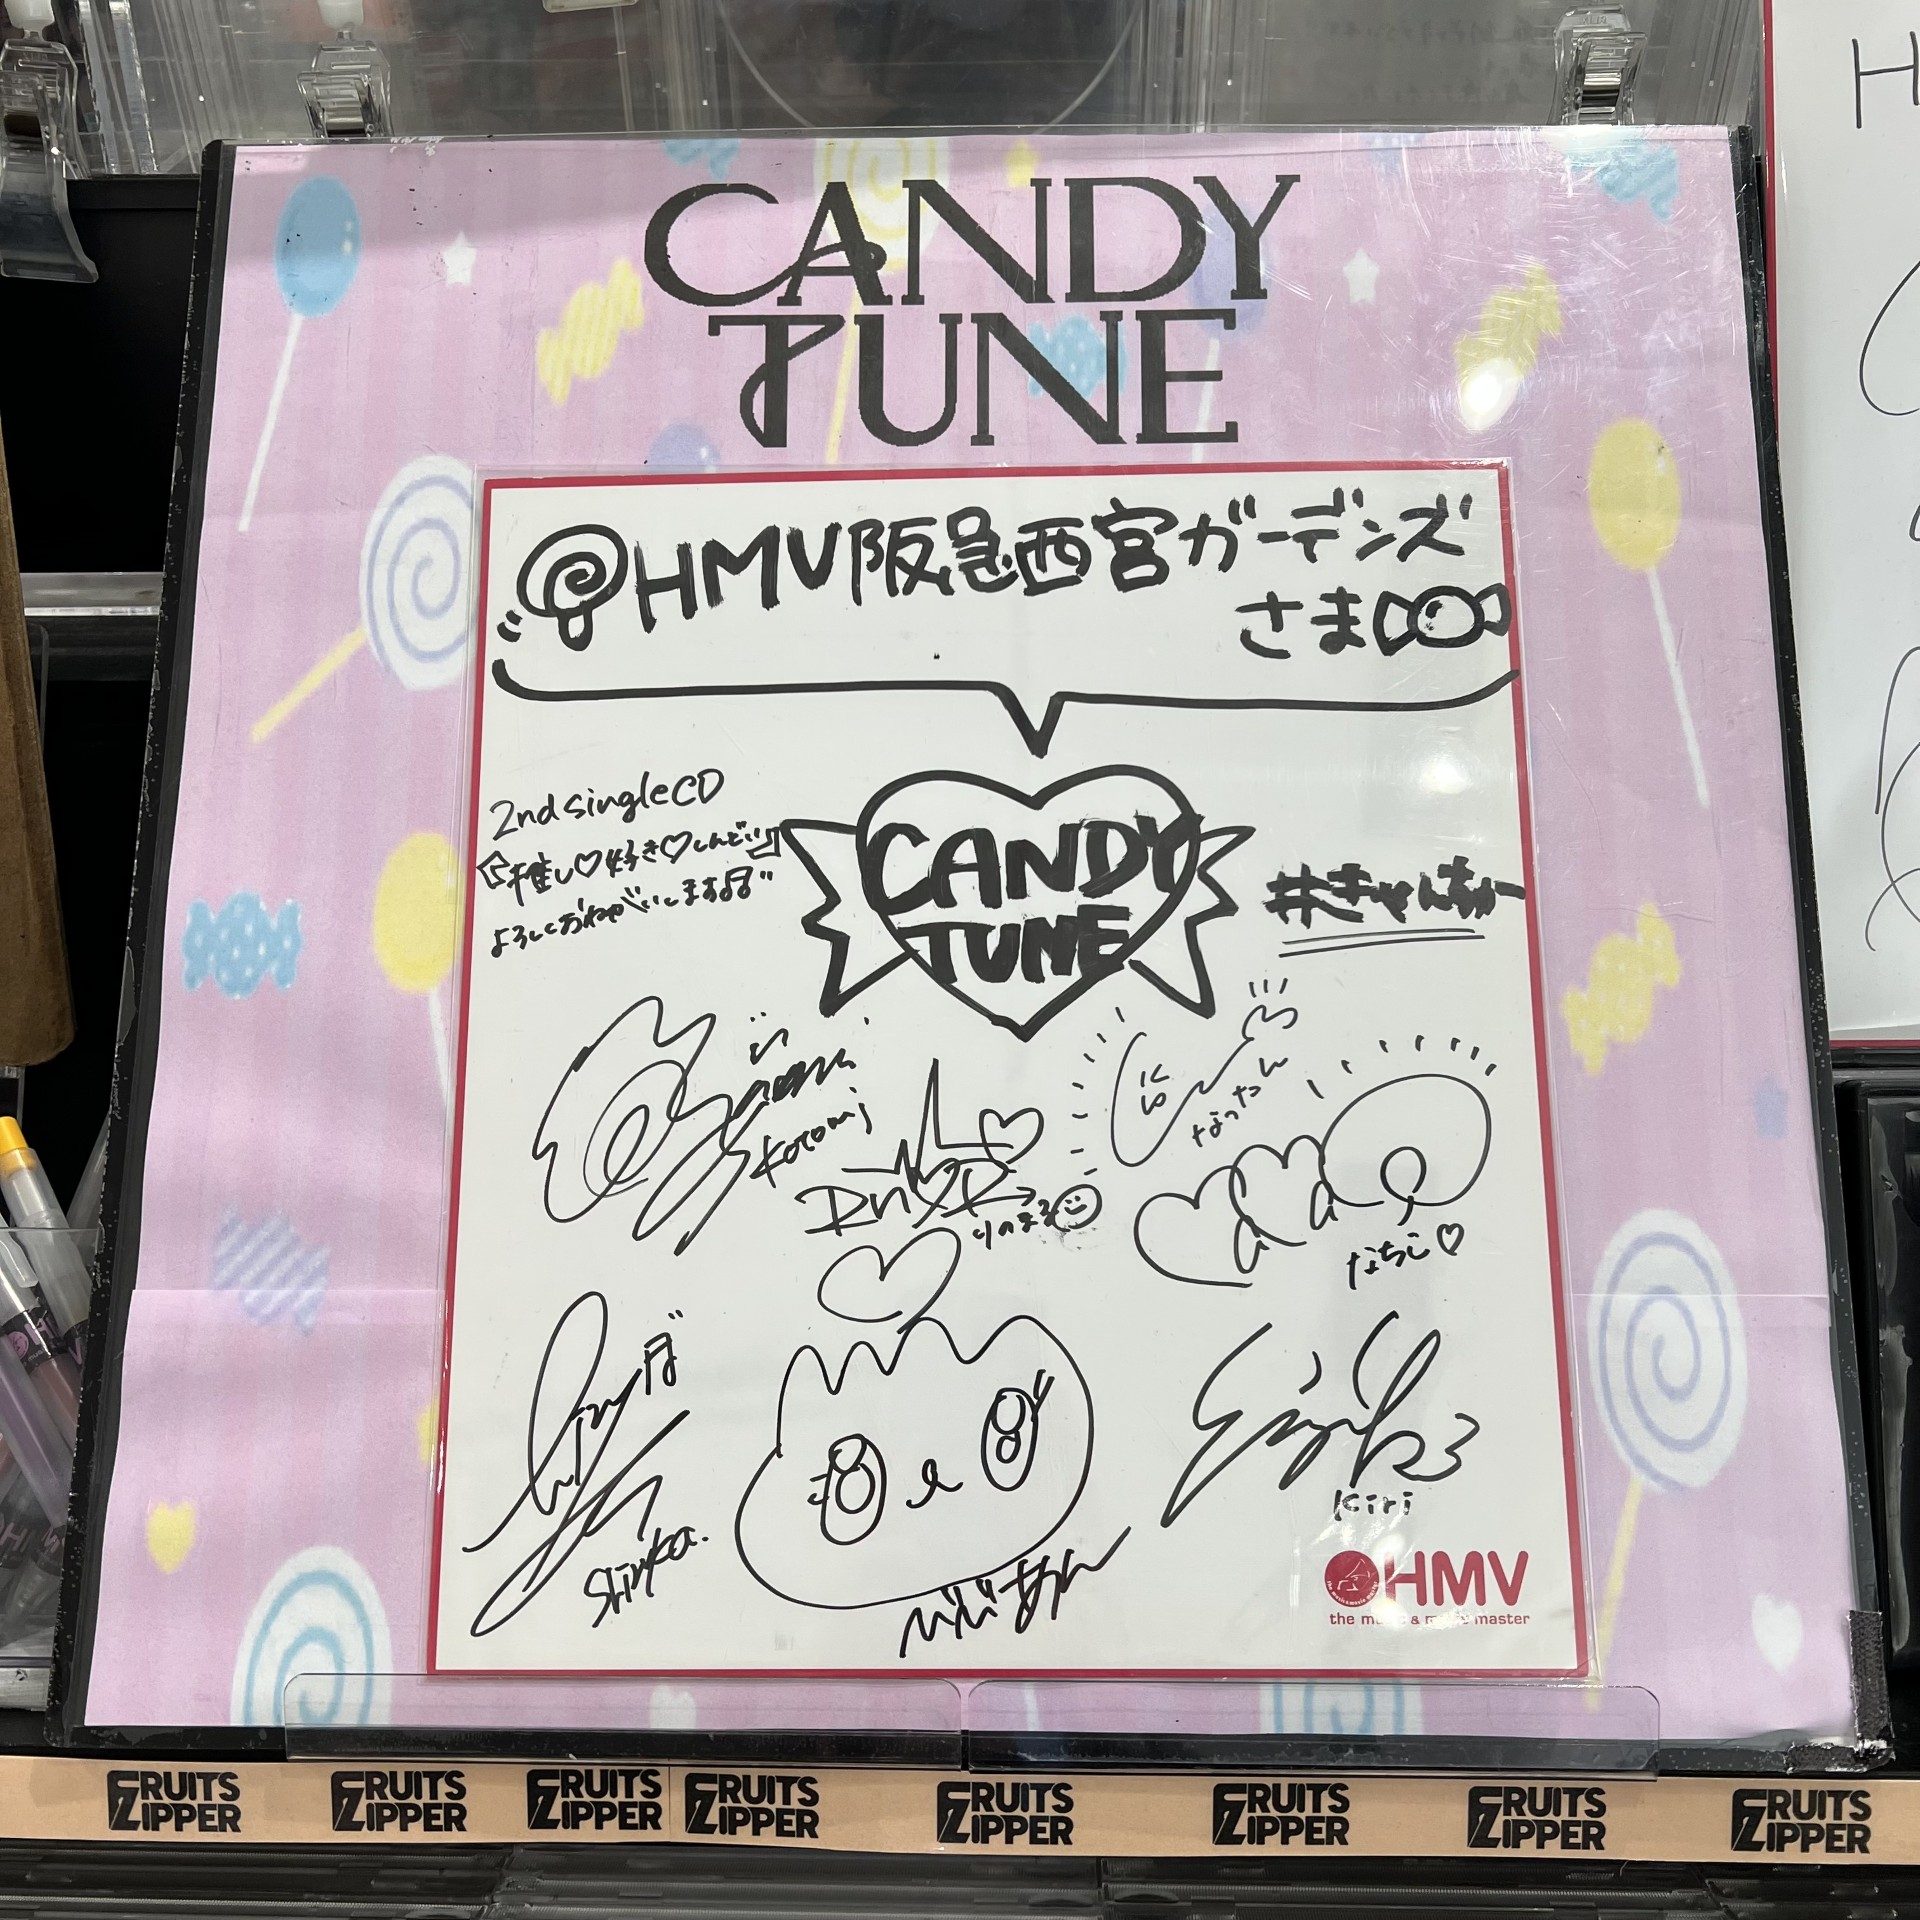 CANDY
TUNE
HMV阪急西宮ガーデンズ
さま
2nd single CD
『推し♡好き♡しんどい』
よろしくおねがいします♫
CANDY
TUNE
#きゃんちゅー
Kotomi
なったん
りのまる
なちこ♡
Shizuka.
Kiri
HMV
the music & movie master
FRUITS ZIPPER FRUITS ZIPPER FRUITS ZIPPER FRUITS ZIPPER FRUITS ZIPPER FRUITS ZIPPER FRUITS ZIPPER FRUITS ZIPPER